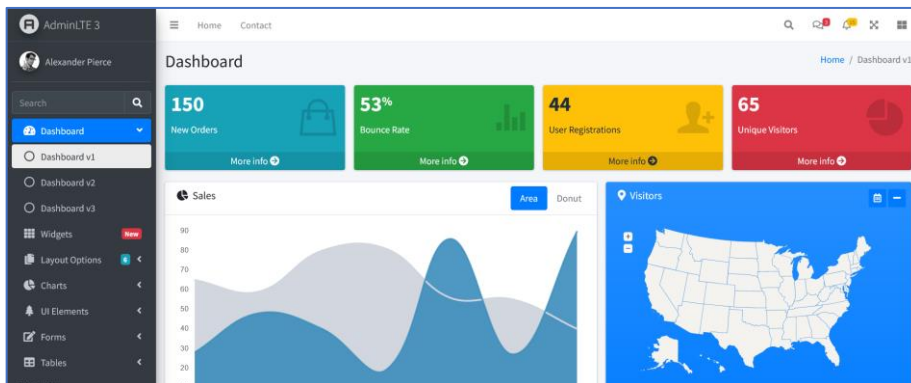 AdminLTE 3
Home Contact
Alexander Pierce
Dashboard
Home / Dashboard v1
Search
150
New Orders
More info
53%
Bounce Rate
More info
44
User Registrations
More info
65
Unique Visitors
More info
Dashboard
Dashboard v1
Dashboard v2
Dashboard v3
Widgets New
Layout Options 6
Charts
UI Elements
Forms
Tables
Sales
Area Donut
90
80
70
60
50
40
30
20
Visitors
+
−